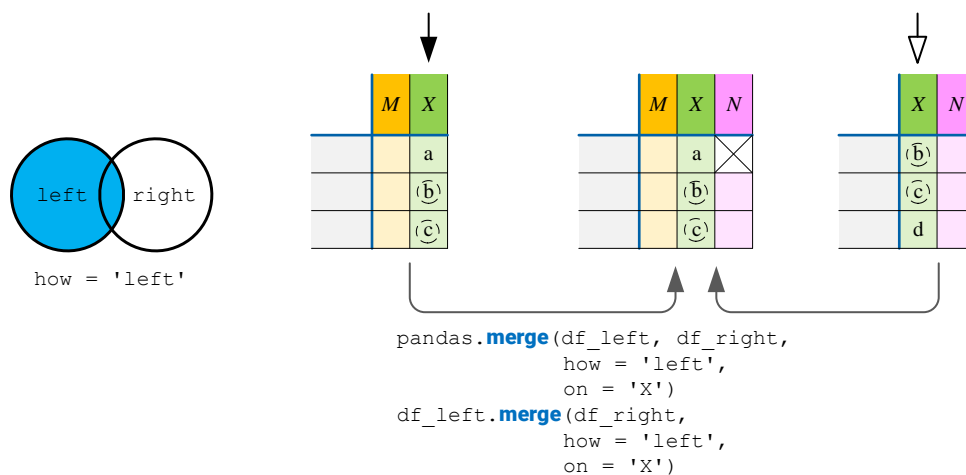 M X
M X N
X N
a
b
c
a
b
c
b
c
d
left right
how = 'left'
pandas.merge(df_left, df_right,
how = 'left',
on = 'X')
df_left.merge(df_right,
how = 'left',
on = 'X')